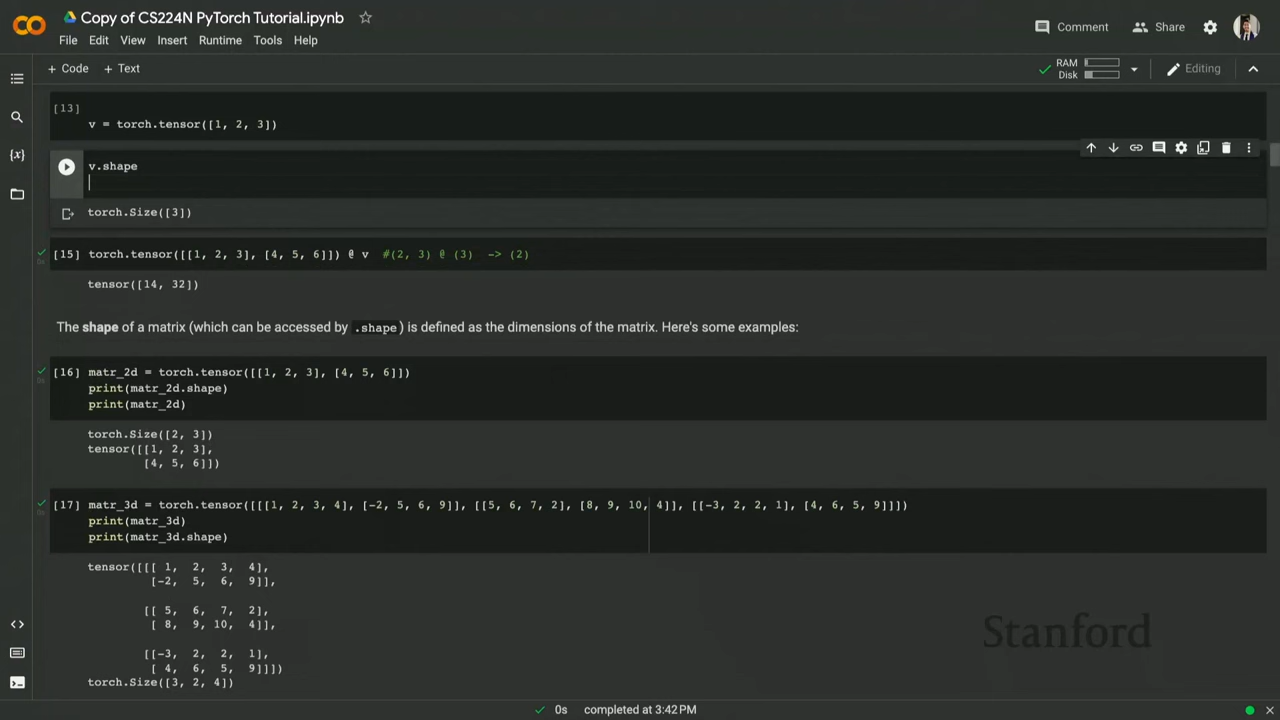 Copy of CS224N PyTorch Tutorial.ipynb
File Edit View Insert Runtime Tools Help
Comment Share
+ Code + Text
RAM
Disk
Editing
[13]
v = torch.tensor([1, 2, 3])
v.shape
torch.Size([3])
[15] torch.tensor([[1, 2, 3], [4, 5, 6]]) @ v #(2, 3) @ (3) -> (2)
0s
tensor([14, 32])
The shape of a matrix (which can be accessed by .shape) is defined as the dimensions of the matrix. Here's some examples:
[16] matr_2d = torch.tensor([[1, 2, 3], [4, 5, 6]])
0s
print(matr_2d.shape)
print(matr_2d)
torch.Size([2, 3])
tensor([[1, 2, 3],
[4, 5, 6]])
[17] matr_3d = torch.tensor([[[1, 2, 3, 4], [-2, 5, 6, 9]], [[5, 6, 7, 2], [8, 9, 10, 4]], [[-3, 2, 2, 1], [4, 6, 5, 9]]])
0s
print(matr_3d)
print(matr_3d.shape)
tensor([[[ 1, 2, 3, 4],
[-2, 5, 6, 9]],
[[ 5, 6, 7, 2],
[ 8, 9, 10, 4]],
[[-3, 2, 2, 1],
[ 4, 6, 5, 9]]])
torch.Size([3, 2, 4])
Stanford
0s completed at 3:42 PM